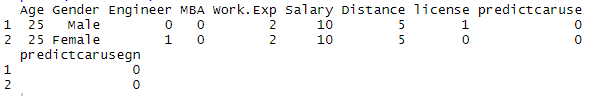 Age Gender Engineer MBA Work.Exp Salary Distance license predictcaruse
1 25 Male 0 0 2 10 5 1 0
2 25 Female 1 0 2 10 5 0 0
predictcarusegn
1 0
2 0